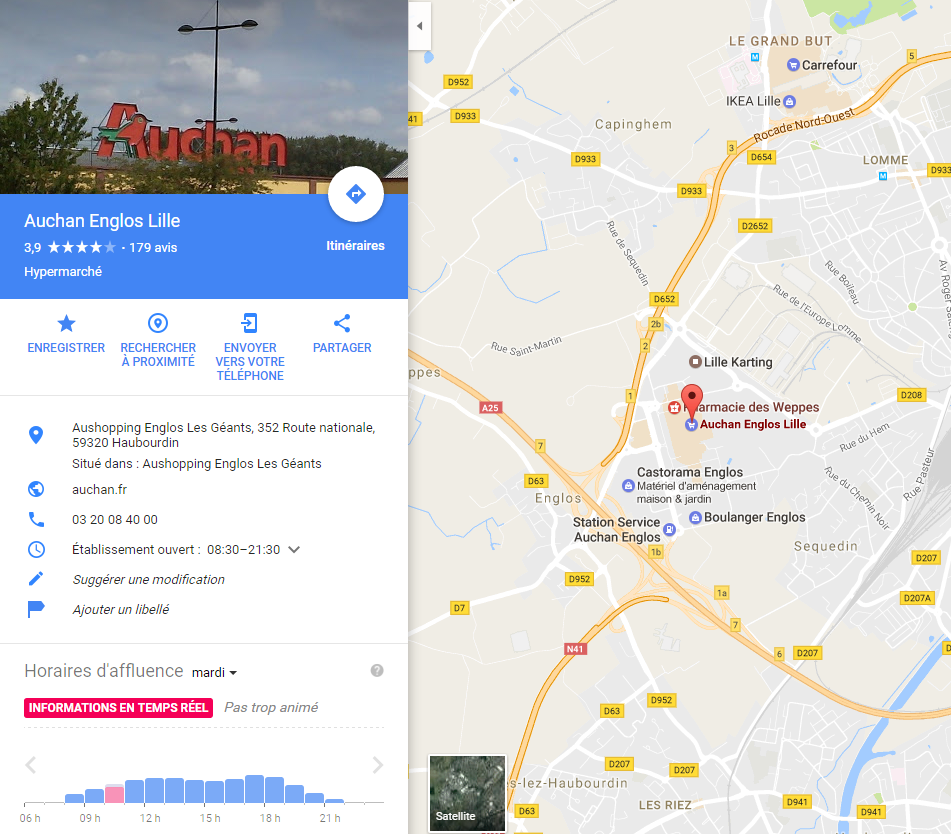 Auchan
Auchan Englos Lille
3,9 ★★★★★ · 179 avis
Hypermarché
Itinéraires
ENREGISTRER
RECHERCHER
À PROXIMITÉ
ENVOYER
VERS VOTRE
TÉLÉPHONE
PARTAGER
Aushopping Englos Les Géants, 352 Route nationale,
59320 Haubourdin
Situé dans : Aushopping Englos Les Géants
auchan.fr
03 20 08 40 00
Établissement ouvert : 08:30–21:30
Suggérer une modification
Ajouter un libellé
Horaires d'affluence mardi
?
INFORMATIONS EN TEMPS RÉEL Pas trop animé
06 h 09 h 12 h 15 h 18 h 21 h
LE GRAND BUT
M
Carrefour
5
D952
IKEA Lille
41
D933
Capinghem
Rocade Nord-Ouest
3
D933
D654
LOMME
M
D933
D933
D2652
Rue de Sequedin
Rue Boileau
Rue de l'Europe Lomme
D652
2b
2
Rue Saint-Martin
Lille Karting
ppes
1
D208
A25
Pharmacie des Weppes
Auchan Englos Lille
Rue du Hem
7
Rue Pasteur
D63
Castorama Englos
Matériel d'aménagement
maison & jardin
Englos
Rue du Chemin Noir
Boulanger Englos
Station Service
Auchan Englos
Sequedin
1b
D207
D952
1a
D207A
D7
7
N41
6
D207
D952
D63
D207
D207
s-lez-Haubourdin
LES RIEZ
D941
D941
D63
Satellite